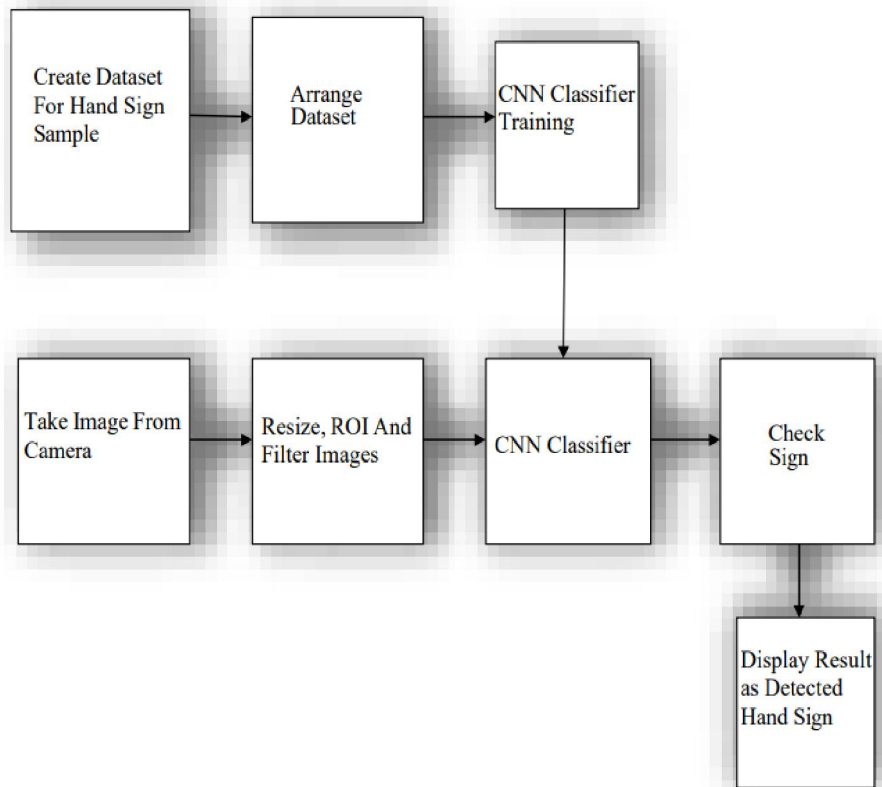 Create Dataset
For Hand Sign
Sample
Arrange
Dataset
CNN Classifier
Training
Take Image From
Camera
Resize, ROI And
Filter Images
CNN Classifier
Check
Sign
Display Result
as Detected
Hand Sign